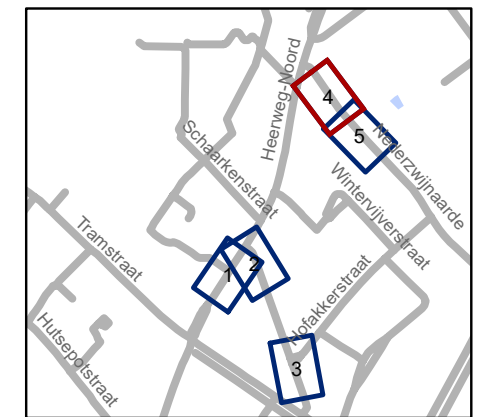 Heerweg-Noord
4
5
Nederzwijnaarde
Schaarkenstraat
Wintervijverstraat
Tramstraat
1
2
Hofakkerstraat
Hutsepotstraat
3